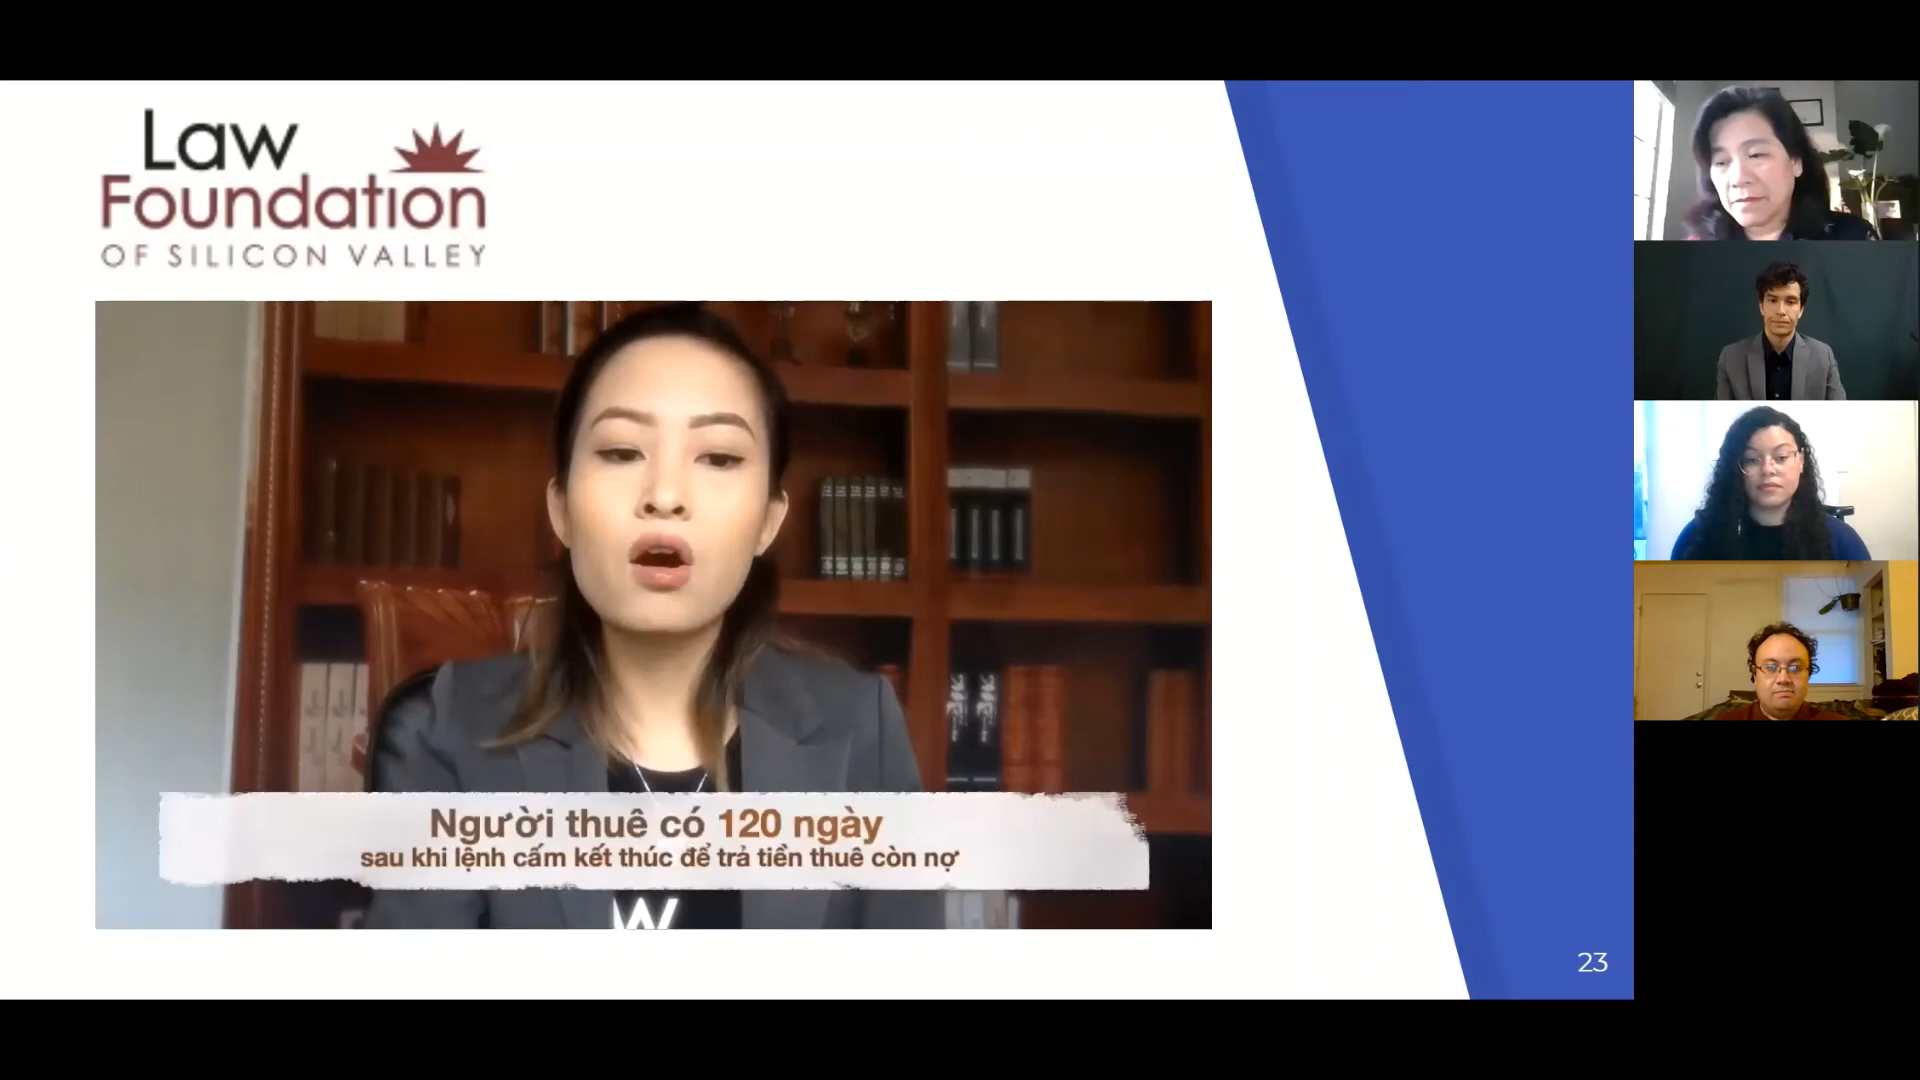 Law
Foundation
OF SILICON VALLEY
Người thuê có 120 ngày
sau khi lệnh cấm kết thúc để trả tiền thuê còn nợ
W
23